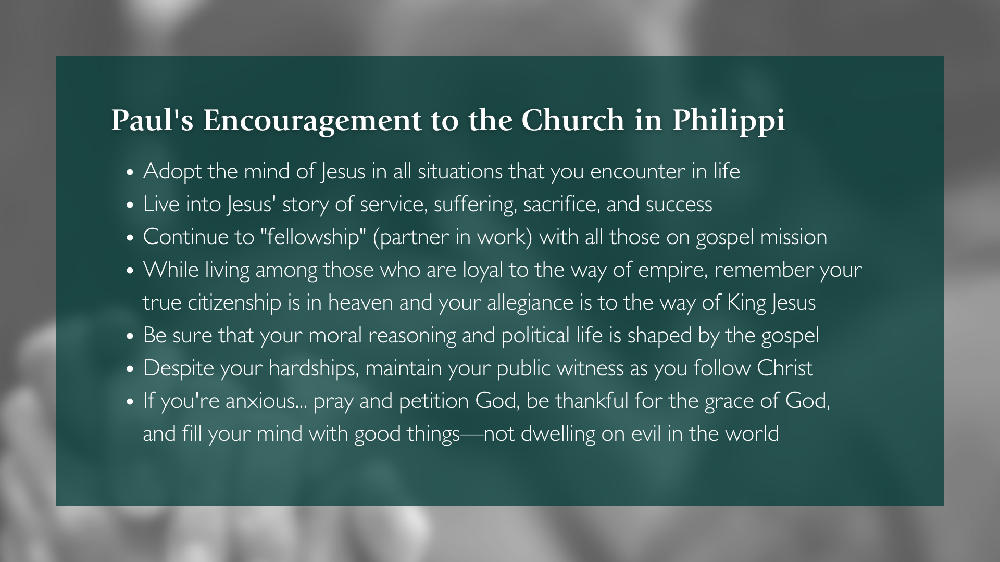 Paul's Encouragement to the Church in Philippi
• Adopt the mind of Jesus in all situations that you encounter in life
• Live into Jesus' story of service, suffering, sacrifice, and success
• Continue to "fellowship" (partner in work) with all those on gospel mission
• While living among those who are loyal to the way of empire, remember your
true citizenship is in heaven and your allegiance is to the way of King Jesus
• Be sure that your moral reasoning and political life is shaped by the gospel
• Despite your hardships, maintain your public witness as you follow Christ
• If you're anxious... pray and petition God, be thankful for the grace of God,
and fill your mind with good things—not dwelling on evil in the world